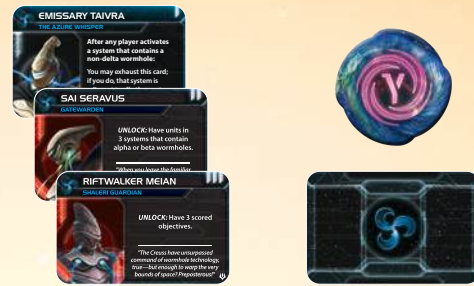 EMISSARY TAIVRA
THE AZURE WHISPER
After any player activates
a system that contains a
non-delta wormhole:
You may exhaust this card;
if you do, that system is
SAI SERAVUS
GATEWARDEN
UNLOCK: Have units in
3 systems that contain
alpha or beta wormholes.
"When you leave the familiar
RIFTWALKER MEIAN
SHALERI GUARDIAN
UNLOCK: Have 3 scored
objectives.
"The Creuss have unsurpassed
command of wormhole technology,
true—but enough to warp the very
bounds of space? Preposterous!"
γ